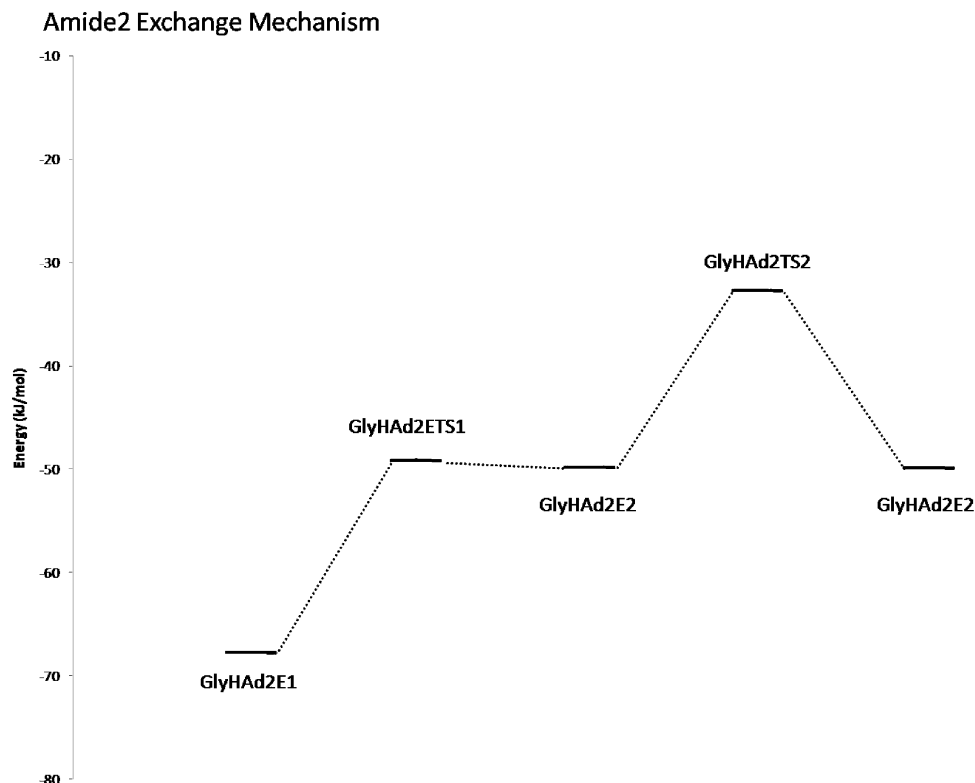 Amide2 Exchange Mechanism
-10
-20
-30
-40
-50
-60
-70
-80
Energy (kJ/mol)
GlyHAd2TS2
GlyHAd2ETS1
GlyHAd2E2
GlyHAd2E2
GlyHAd2E1